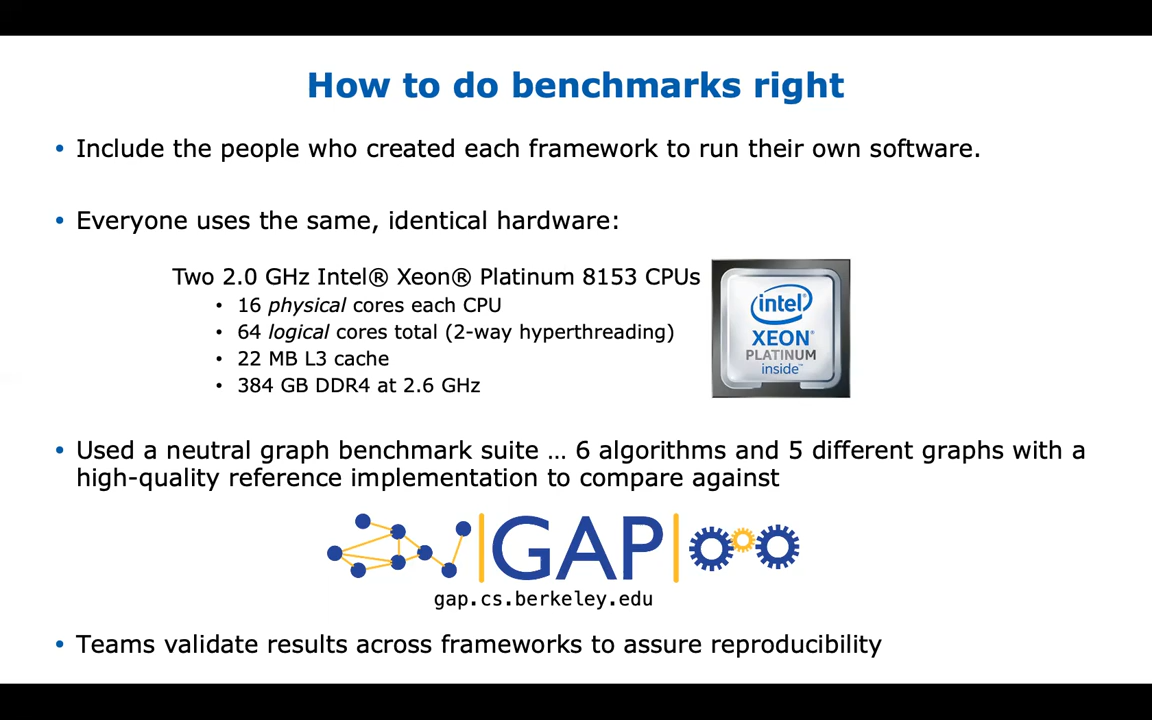 How to do benchmarks right
• Include the people who created each framework to run their own software.
• Everyone uses the same, identical hardware:
Two 2.0 GHz Intel® Xeon® Platinum 8153 CPUs
• 16 physical cores each CPU
• 64 logical cores total (2-way hyperthreading)
• 22 MB L3 cache
• 384 GB DDR4 at 2.6 GHz
intel®
XEON®
PLATINUM
inside™
• Used a neutral graph benchmark suite … 6 algorithms and 5 different graphs with a
high-quality reference implementation to compare against
GAP
gap.cs.berkeley.edu
• Teams validate results across frameworks to assure reproducibility